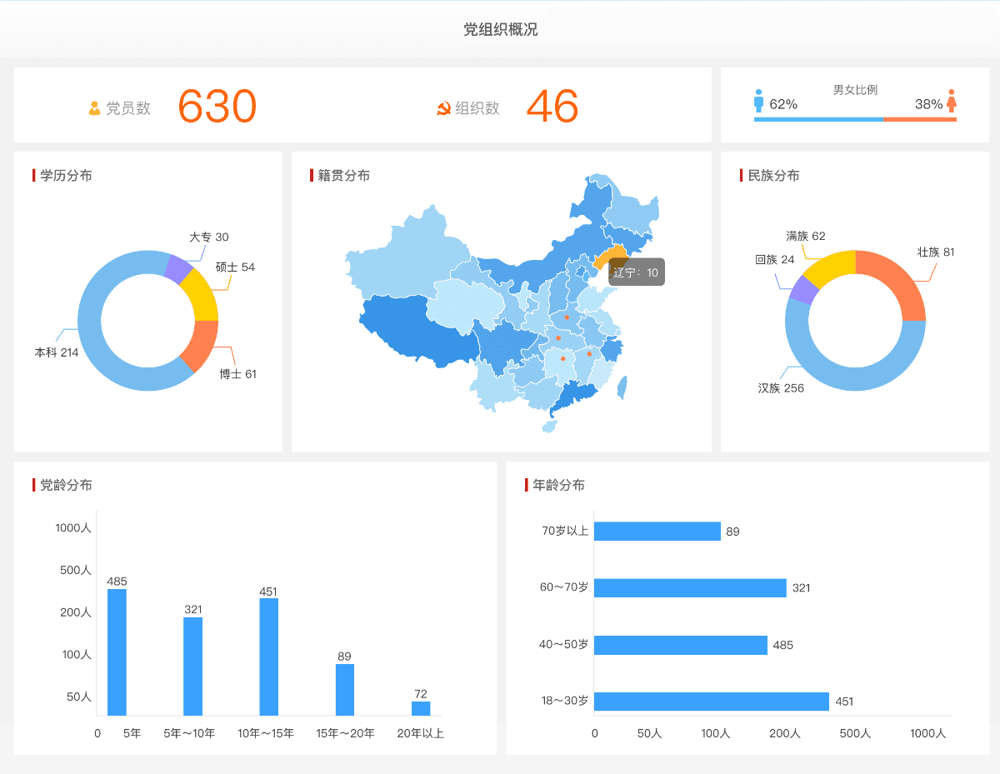 党组织概况
党员数 630
组织数 46
男女比例
62% 38%
学历分布
大专 30
硕士 54
本科 214
博士 61
籍贯分布
辽宁：10
民族分布
满族 62
回族 24
壮族 81
汉族 256
党龄分布
1000人
500人
200人
100人
50人
485
321
451
89
72
0 5年 5年～10年 10年～15年 15年～20年 20年以上
年龄分布
70岁以上 89
60～70岁 321
40～50岁 485
18～30岁 451
0 50人 100人 200人 500人 1000人